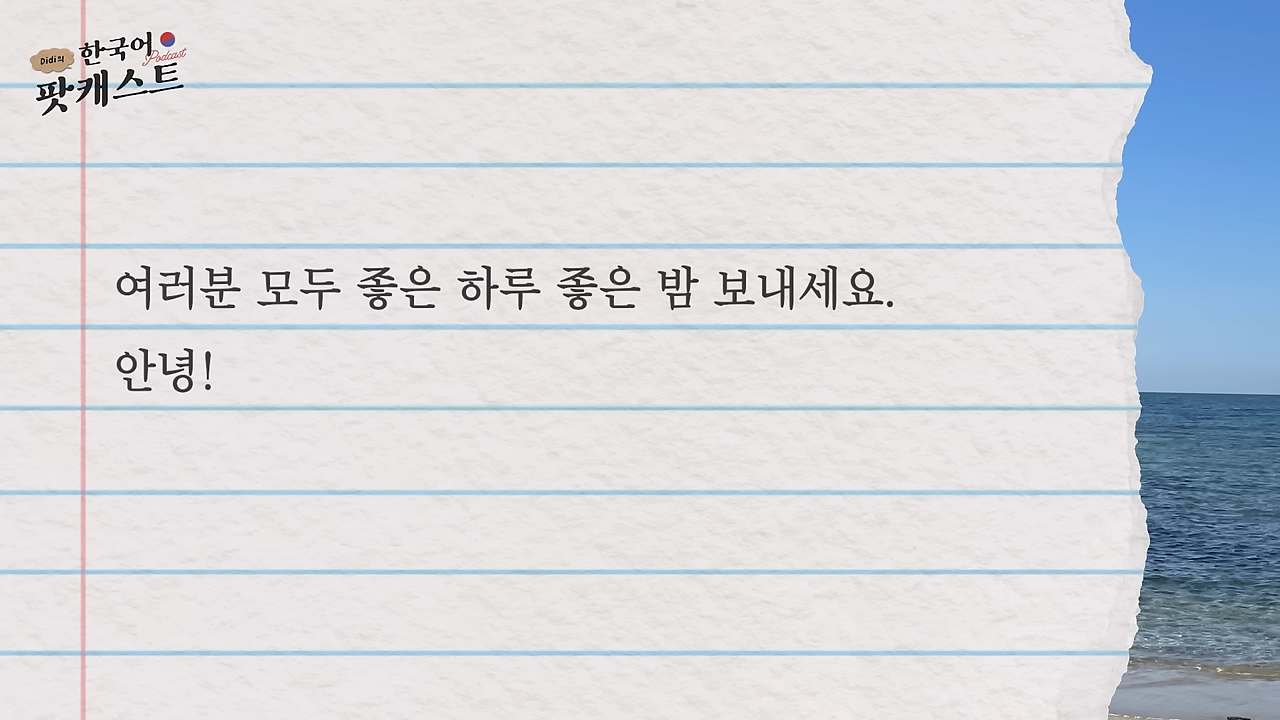 Didi의
한국어
Podcast
팟캐스트
여러분 모두 좋은 하루 좋은 밤 보내세요.
안녕!